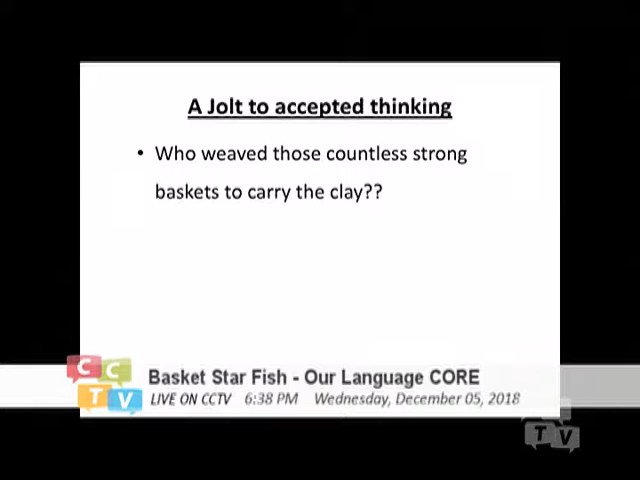 A Jolt to accepted thinking
• Who weaved those countless strong
baskets to carry the clay??
CCTV
Basket Star Fish - Our Language CORE
LIVE ON CCTV 6:38 PM Wednesday, December 05, 2018
TV